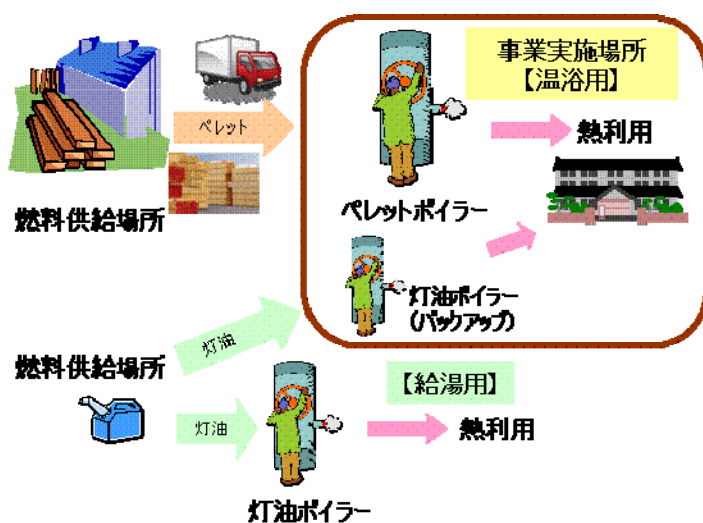 事業実施場所
【温浴用】
ペレット
熱利用
燃料供給場所
ペレットボイラー
灯油ボイラー
(バックアップ)
灯油
燃料供給場所
【給湯用】
灯油
熱利用
灯油ボイラー